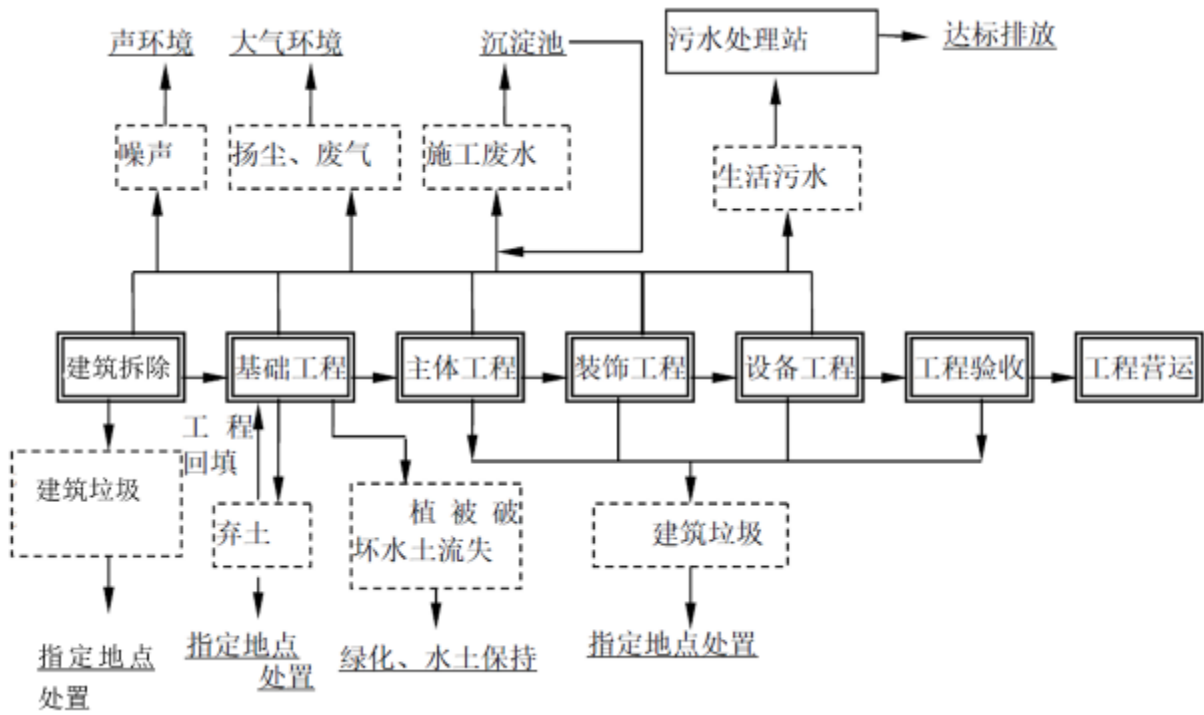 声环境
大气环境
沉淀池
污水处理站
达标排放
噪声
扬尘、废气
施工废水
生活污水
建筑拆除
基础工程
主体工程
装饰工程
设备工程
工程验收
工程营运
工 程
回填
建筑垃圾
弃土
植 被 破
坏水土流失
建筑垃圾
指定地点
处置
指定地点
处置
绿化、水土保持
指定地点处置